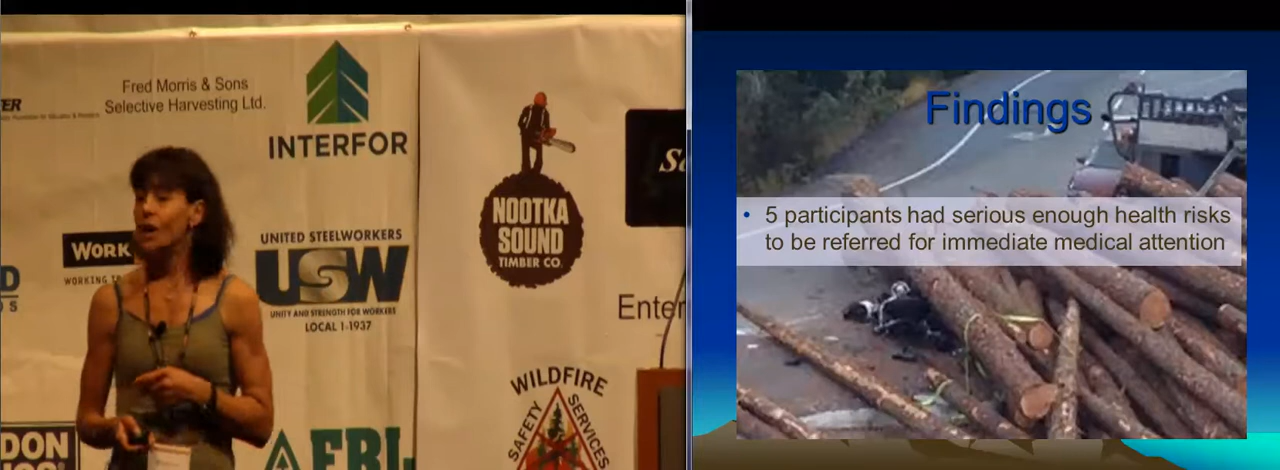 Fred Morris & Sons
Selective Harvesting Ltd.
INTERFOR
WORK
UNITED STEELWORKERS
USW
UNITY AND STRENGTH FOR WORKERS
LOCAL 1-1937
NOOTKA
SOUND
TIMBER CO.
Enter
WILDFIRE
SAFETY
SERVICES
DON
Findings
• 5 participants had serious enough health risks
to be referred for immediate medical attention